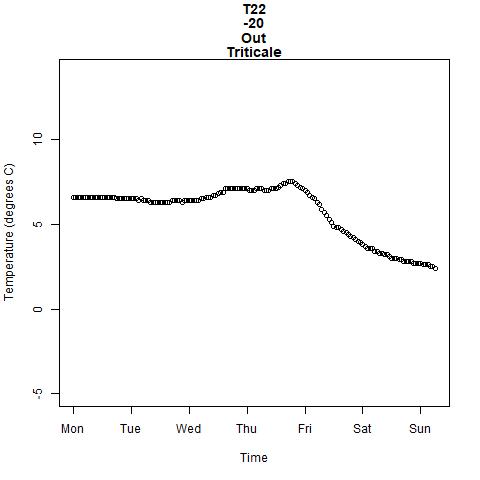 T22
-20
Out
Triticale
Temperature (degrees C)
10
5
0
-5
Mon Tue Wed Thu Fri Sat Sun
Time